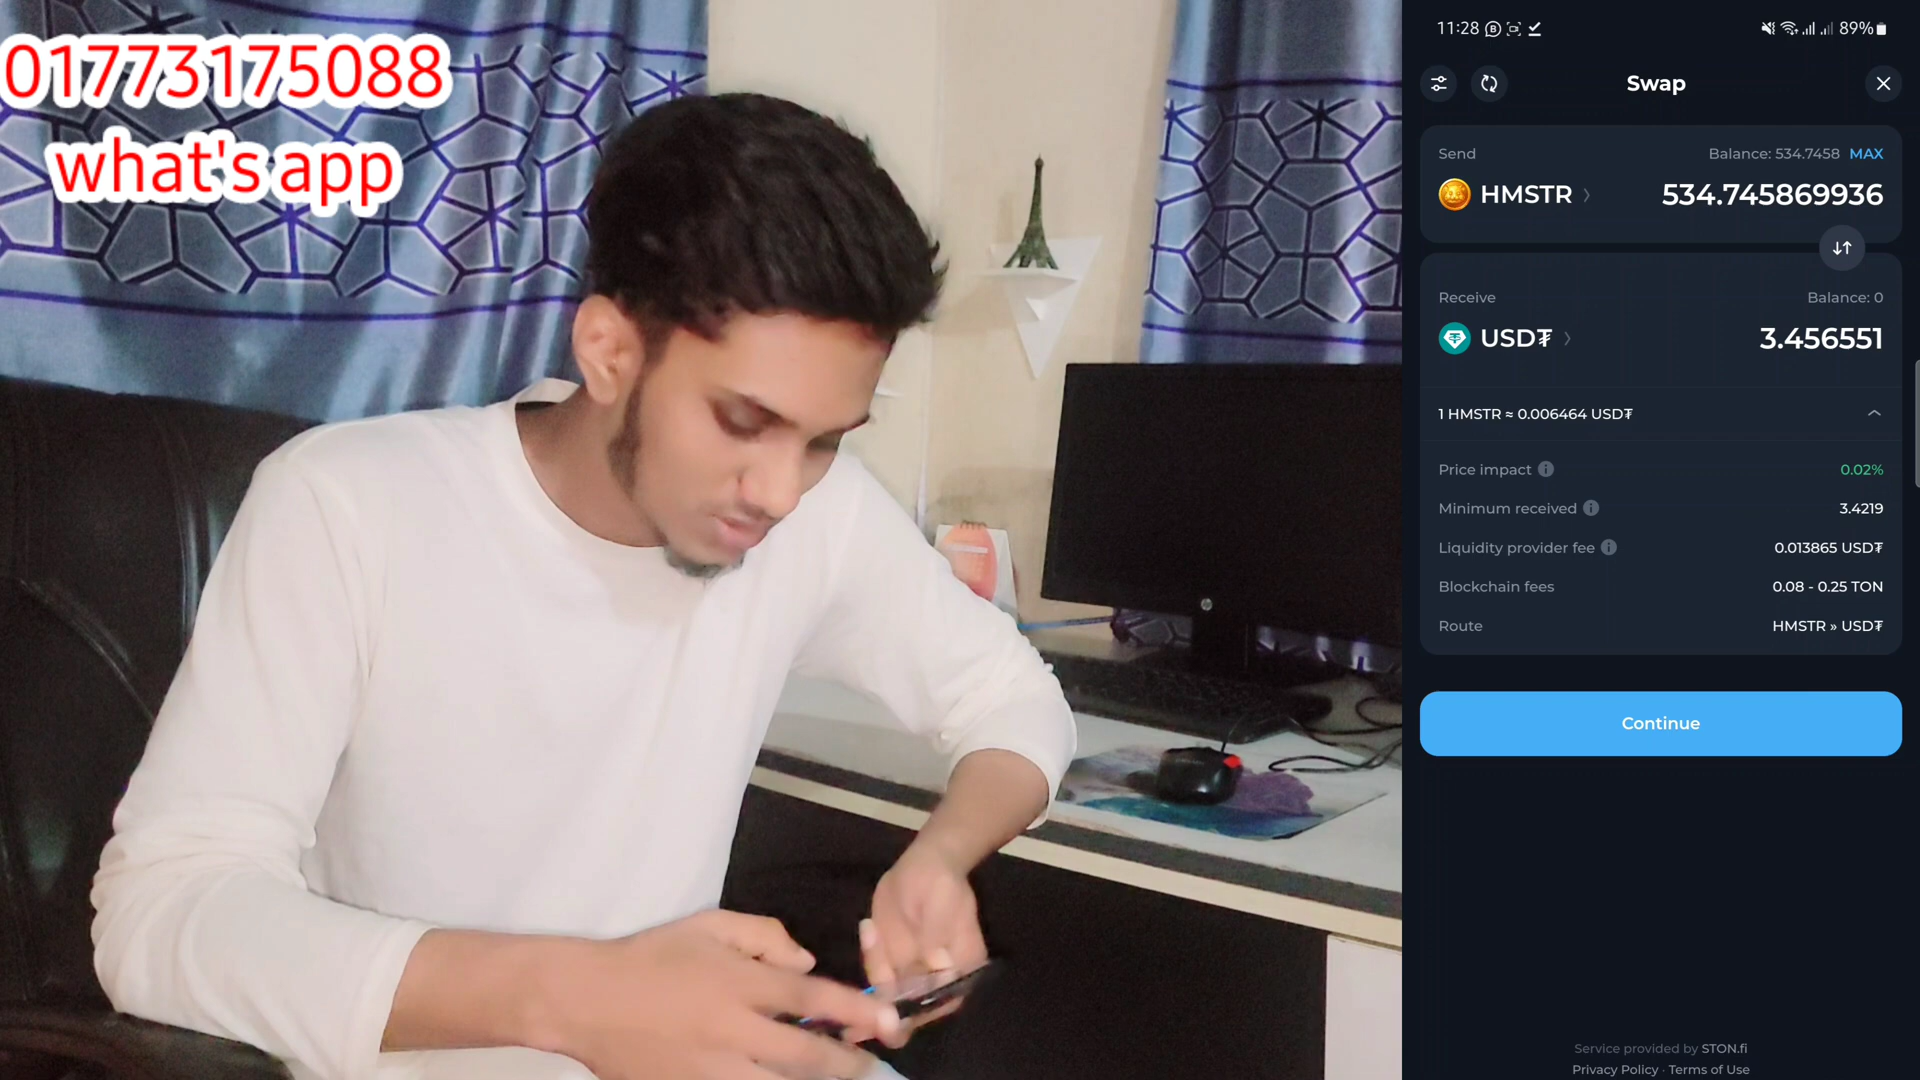 01773175088
what's app
11:28
89%
Swap
Send
Balance: 534.7458 MAX
HMSTR
534.745869936
Receive
Balance: 0
USD₮
3.456551
1 HMSTR ≈ 0.006464 USD₮
Price impact
0.02%
Minimum received
3.4219
Liquidity provider fee
0.013865 USD₮
Blockchain fees
0.08 - 0.25 TON
Route
HMSTR » USD₮
Continue
Service provided by STON.fi
Privacy Policy · Terms of Use